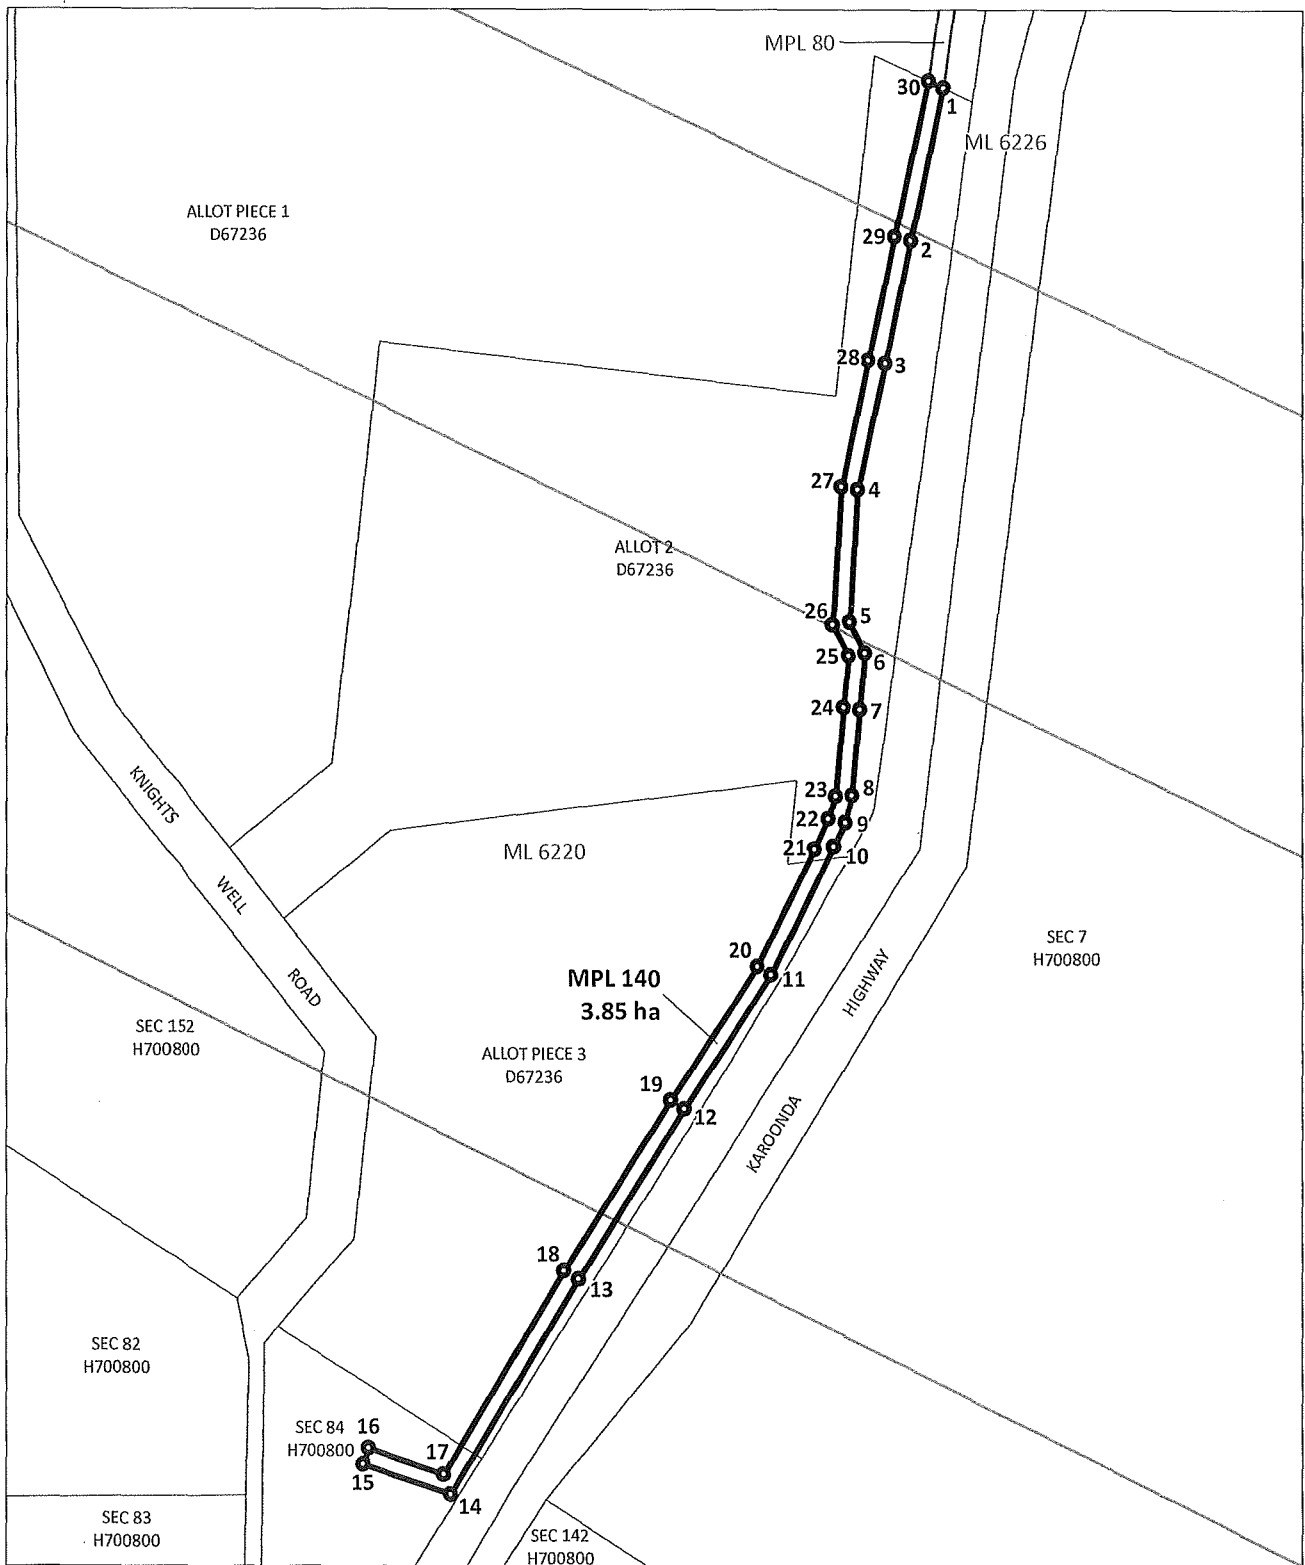 MPL 80
30
1
ML 6226
ALLOT PIECE 1
D67236
29
2
28
3
27
4
ALLOT 2
D67236
26
5
25
6
24
7
KNIGHTS
23
8
22
9
21
10
ML 6220
WELL
SEC 7
H700800
20
11
MPL 140
3.85 ha
HIGHWAY
ROAD
SEC 152
H700800
ALLOT PIECE 3
D67236
19
12
KAROONDA
18
13
SEC 82
H700800
SEC 84
H700800
16
17
15
14
SEC 83
H700800
SEC 142
H700800